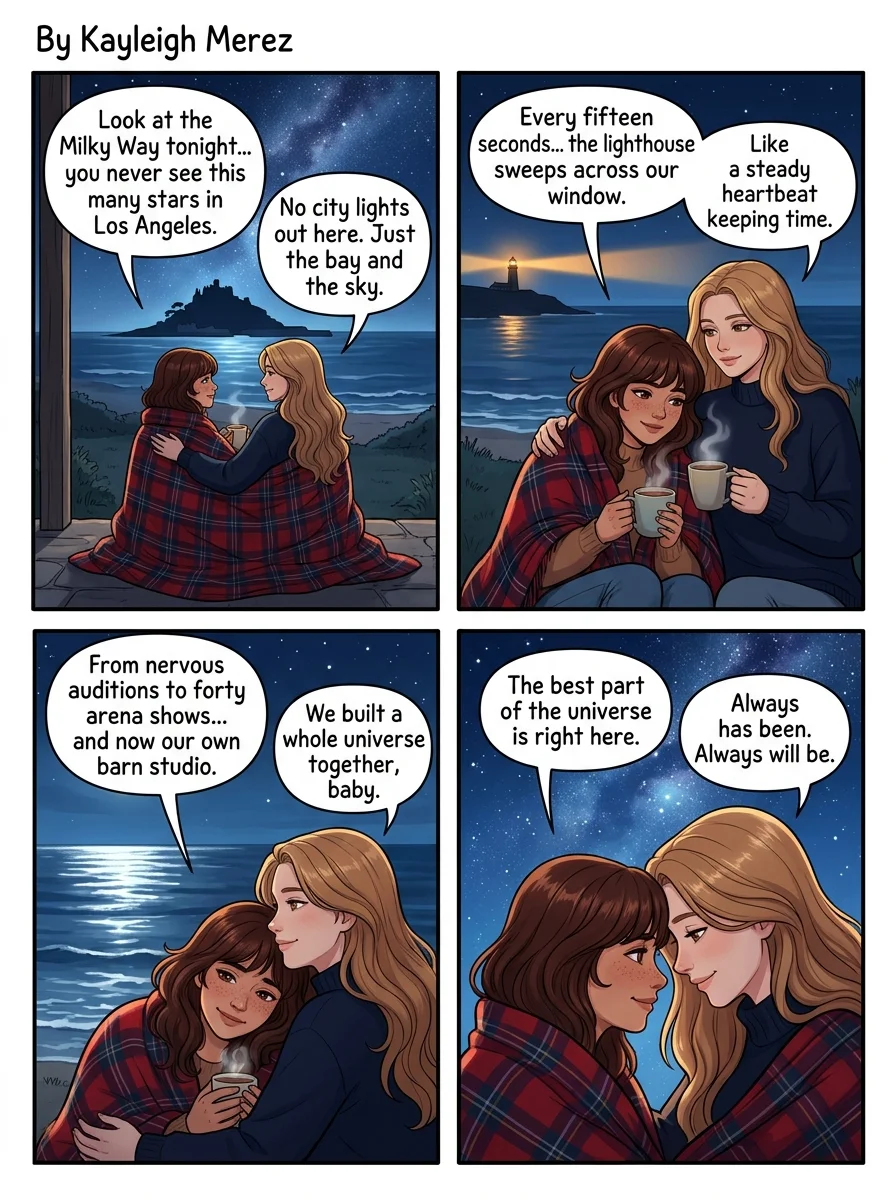 By Kayleigh Merez
Look at the
Milky Way tonight...
you never see this
many stars in
Los Angeles.
No city lights
out here. Just
the bay and
the sky.
Every fifteen
seconds... the lighthouse
sweeps across our
window.
Like
a steady
heartbeat
keeping time.
From nervous
auditions to forty
arena shows...
and now our own
barn studio.
We built a
whole universe
together,
baby.
The best part
of the universe
is right here.
Always
has been.
Always will be.